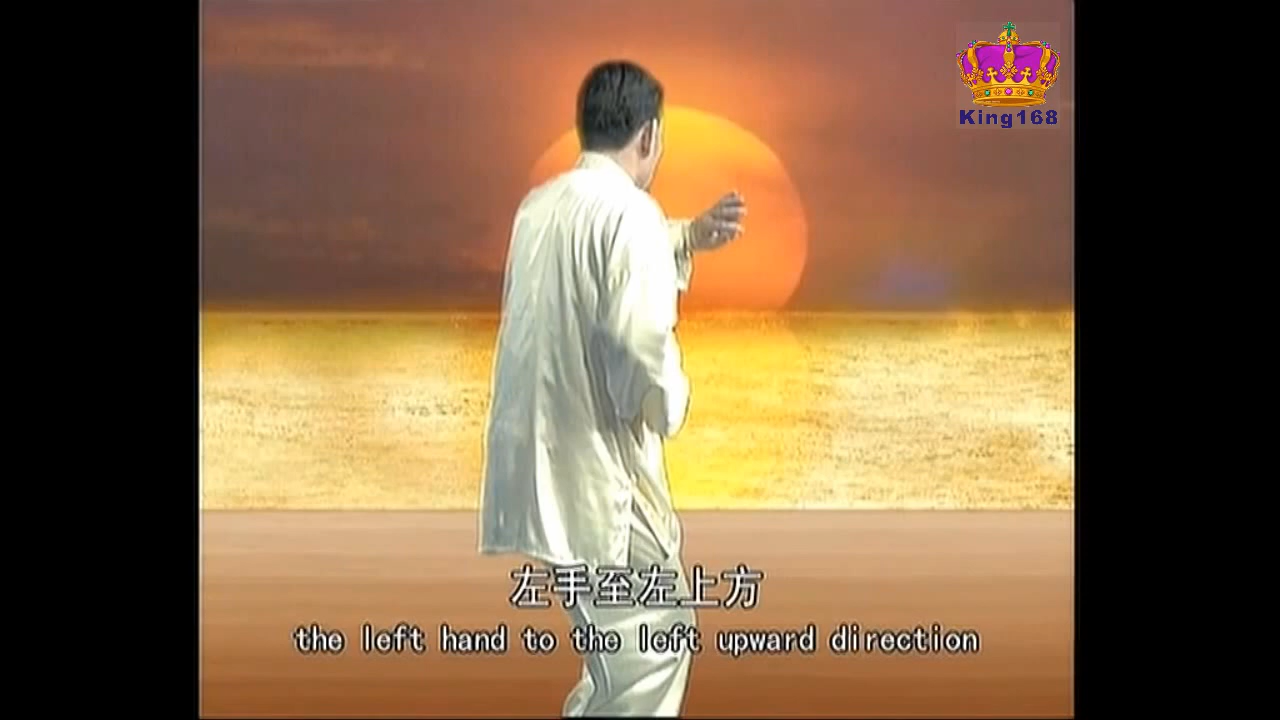 King168
左手至左上方
the left hand to the left upward direction